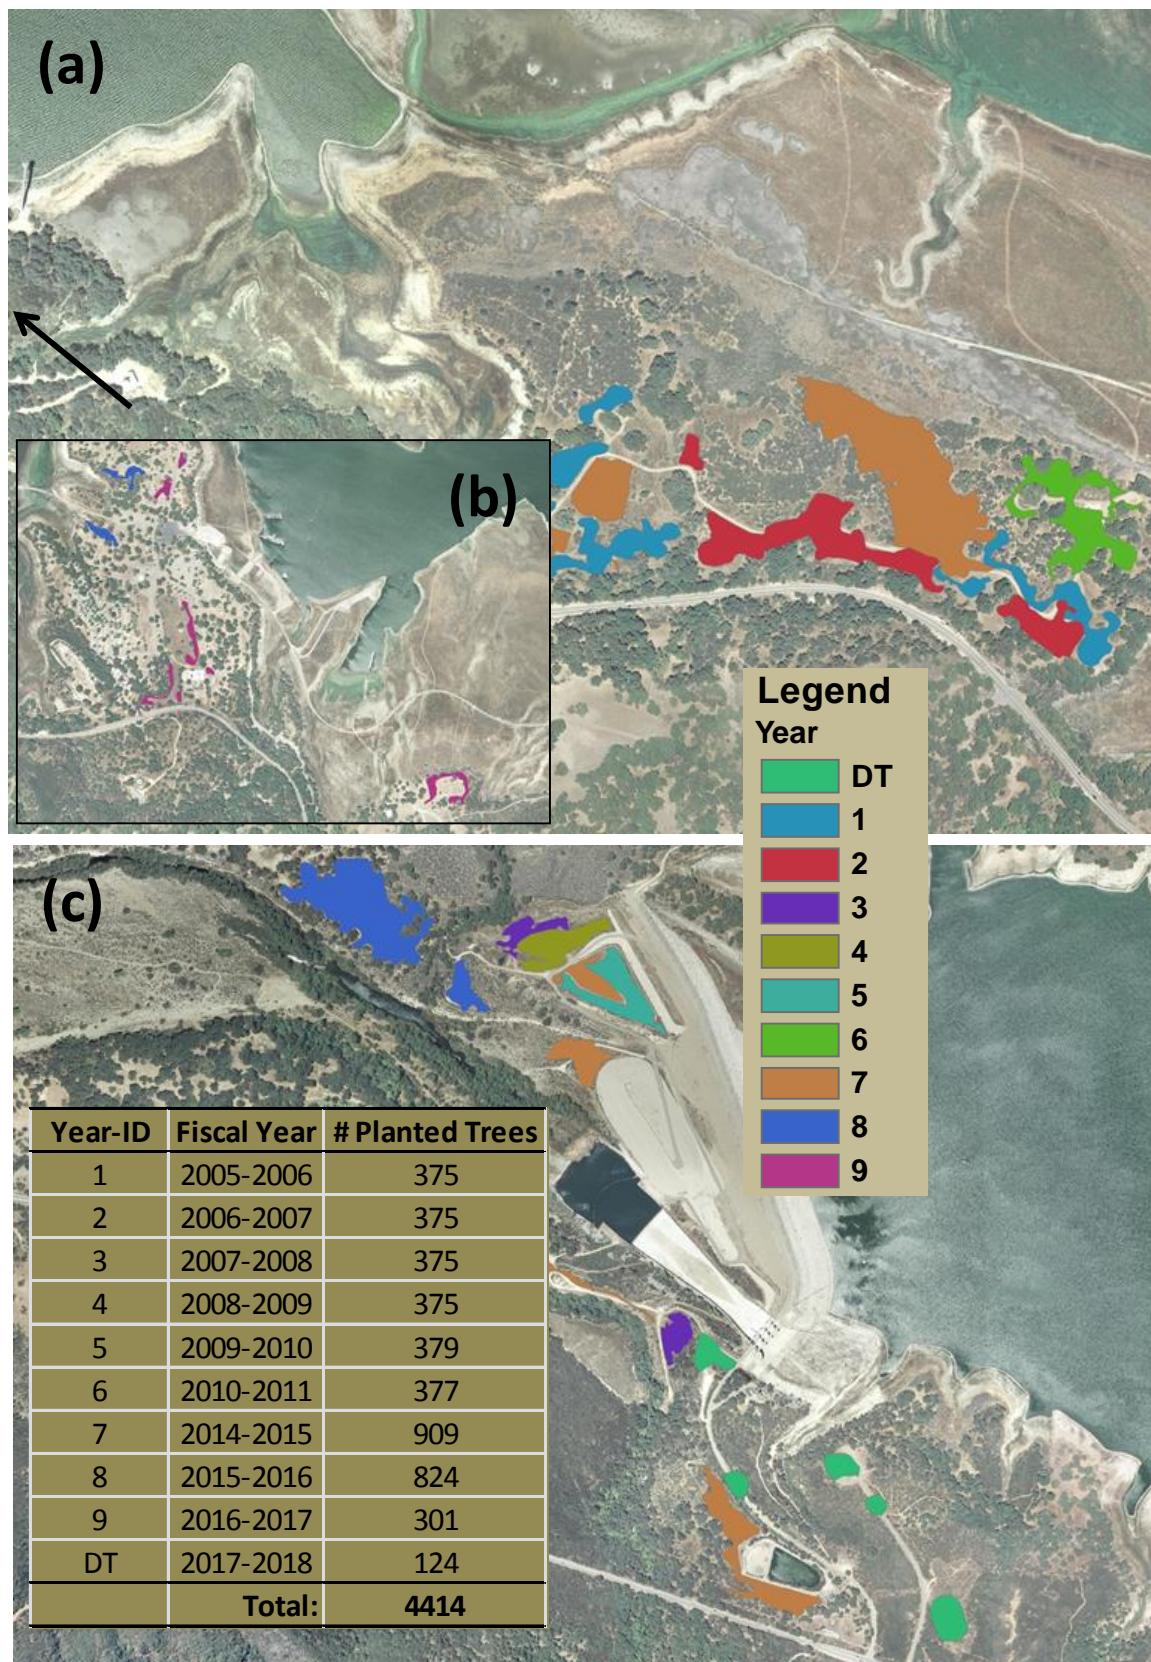 (a)
(b)
Legend
Year
DT
1
2
3
4
5
6
7
8
9
(c)
Year-ID Fiscal Year # Planted Trees
1 2005-2006 375
2 2006-2007 375
3 2007-2008 375
4 2008-2009 375
5 2009-2010 379
6 2010-2011 377
7 2014-2015 909
8 2015-2016 824
9 2016-2017 301
DT 2017-2018 124
Total: 4414